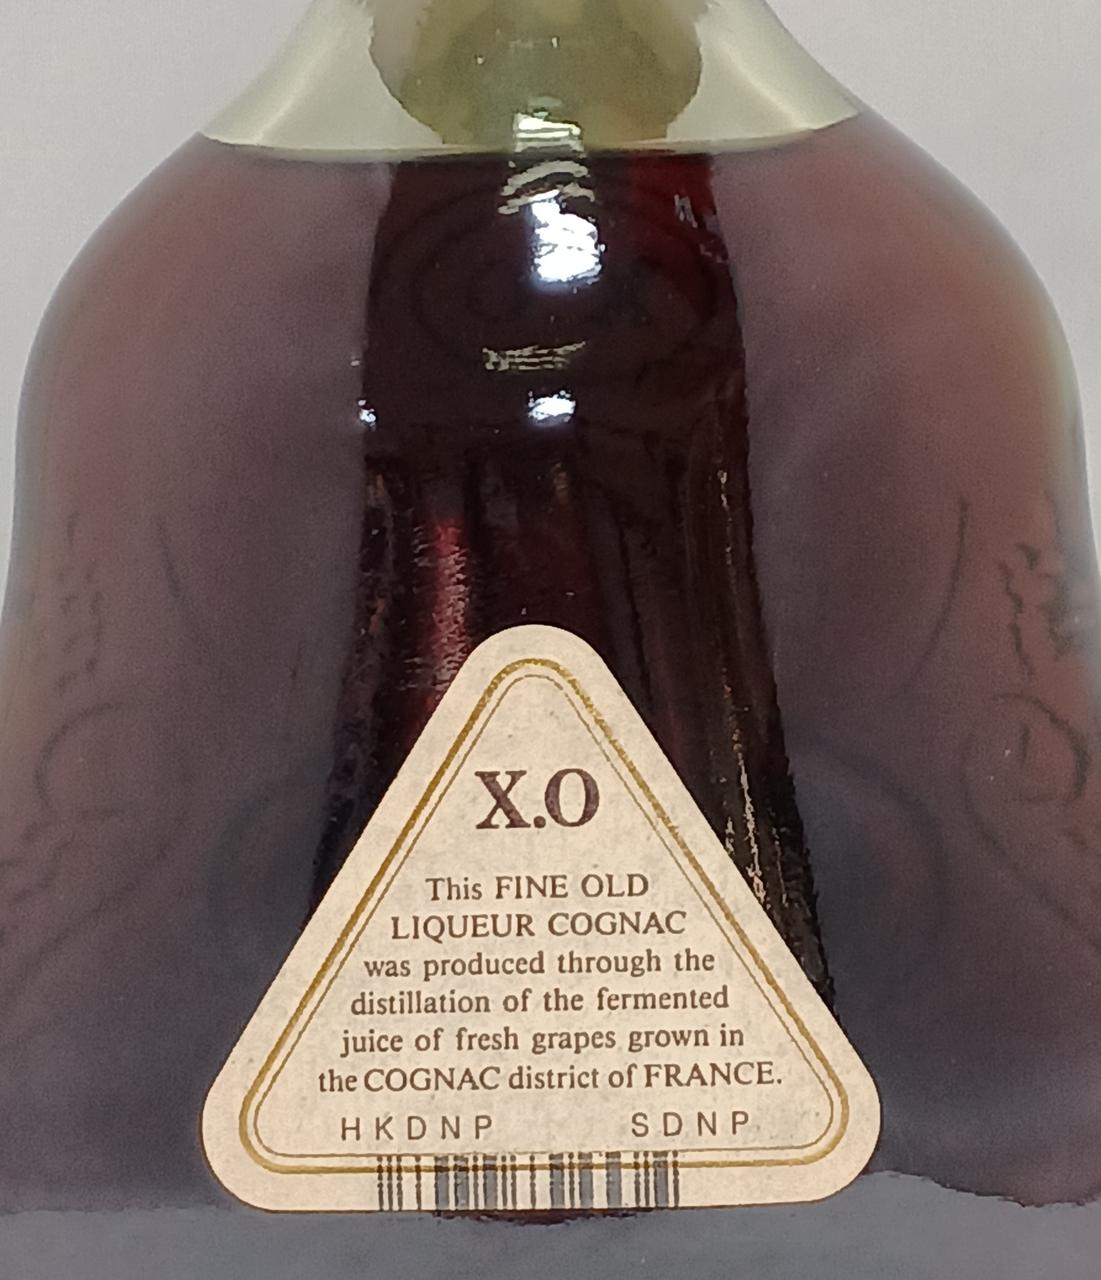 X.O
This FINE OLD
LIQUEUR COGNAC
was produced through the
distillation of the fermented
juice of fresh grapes grown in
the COGNAC district of FRANCE.
HKDNP SDNP